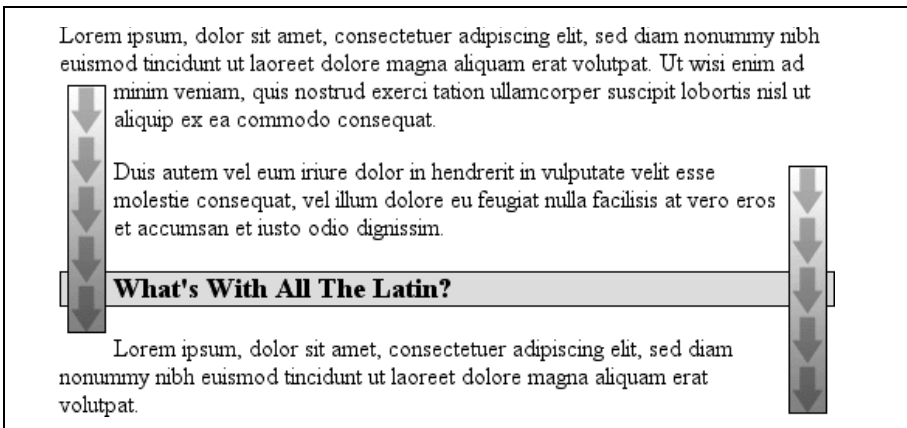 Lorem ipsum, dolor sit amet, consectetuer adipiscing elit, sed diam nonummy nibh
euismod tincidunt ut laoreet dolore magna aliquam erat volutpat. Ut wisi enim ad
minim veniam, quis nostrud exerci tation ullamcorper suscipit lobortis nisl ut
aliquip ex ea commodo consequat.
Duis autem vel eum iriure dolor in hendrerit in vulputate velit esse
molestie consequat, vel illum dolore eu feugiat nulla facilisis at vero eros
et accumsan et iusto odio dignissim.
What's With All The Latin?
Lorem ipsum, dolor sit amet, consectetuer adipiscing elit, sed diam
nonummy nibh euismod tincidunt ut laoreet dolore magna aliquam erat
volutpat.